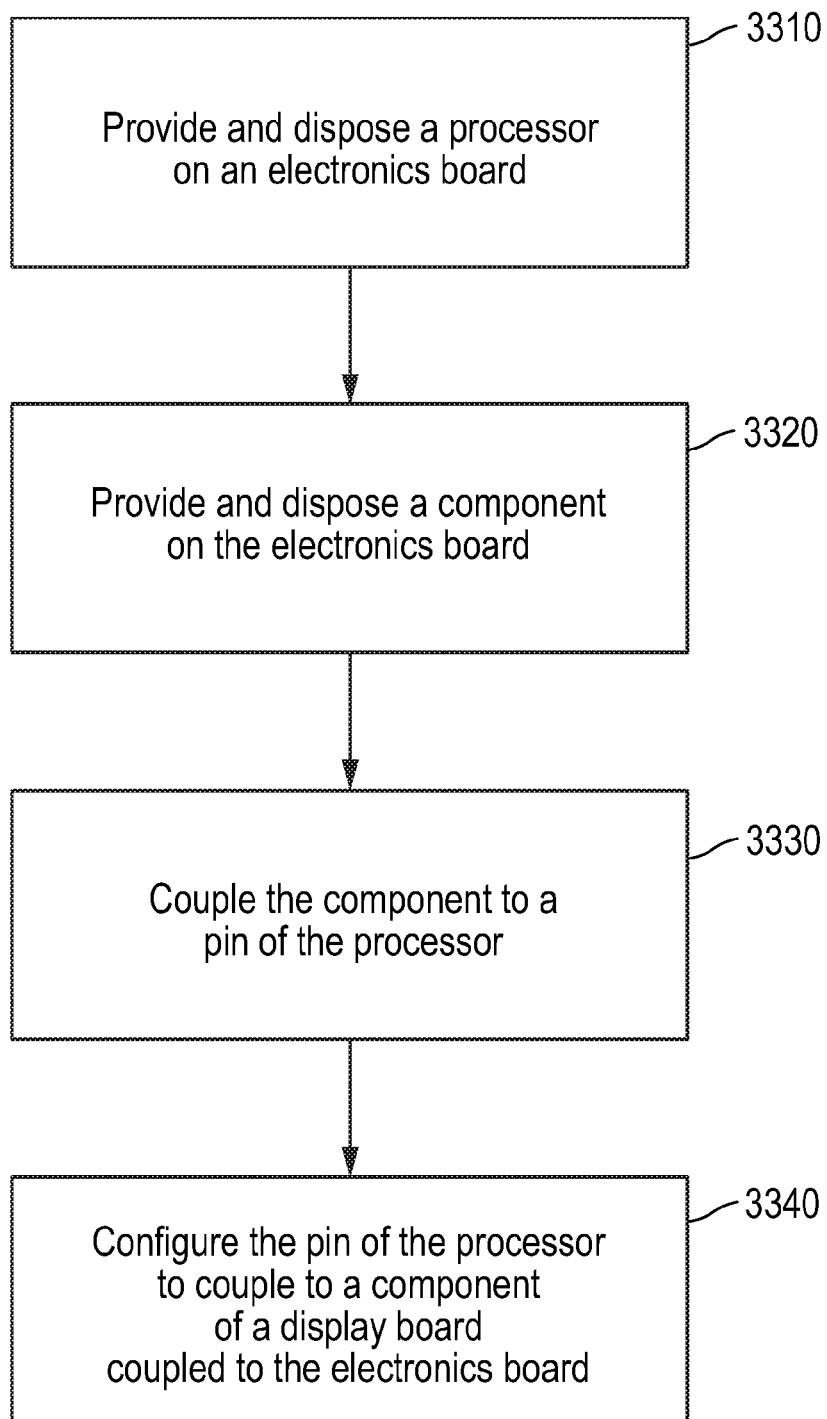 3310
Provide and dispose a processor
on an electronics board
3320
Provide and dispose a component
on the electronics board
3330
Couple the component to a
pin of the processor
3340
Configure the pin of the processor
to couple to a component
of a display board
coupled to the electronics board